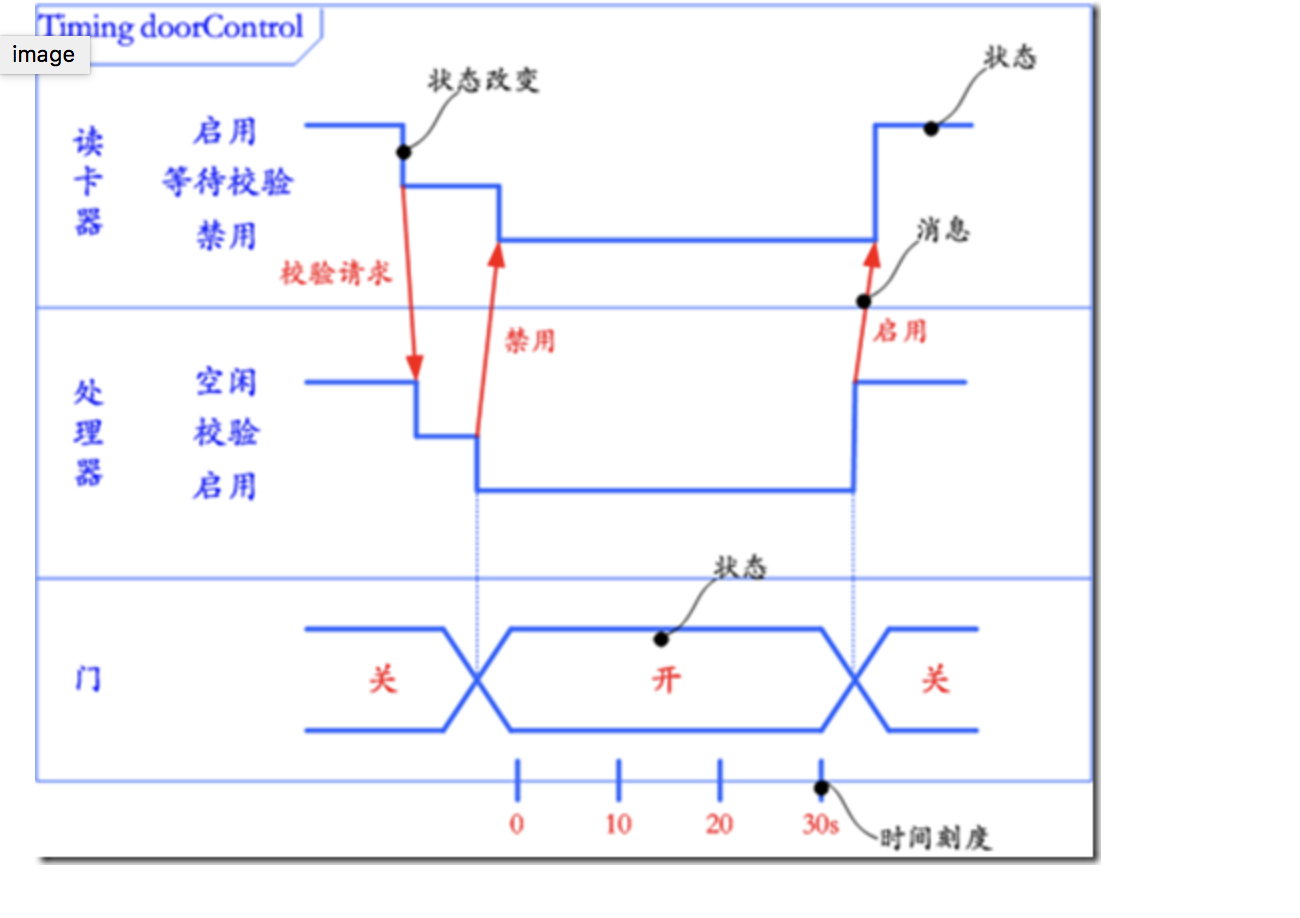 Timing doorControl
image
状态改变
状态
读卡器
启用
等待校验
禁用
消息
校验请求
禁用
启用
处理器
空闲
校验
启用
状态
门
关
开
关
0
10
20
30s
时间刻度